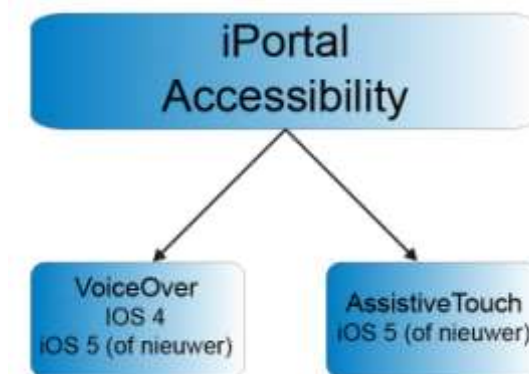 iPortal
Accessibility
VoiceOver
IOS 4
iOS 5 (of nieuwer)
AssistiveTouch
iOS 5 (of nieuwer)